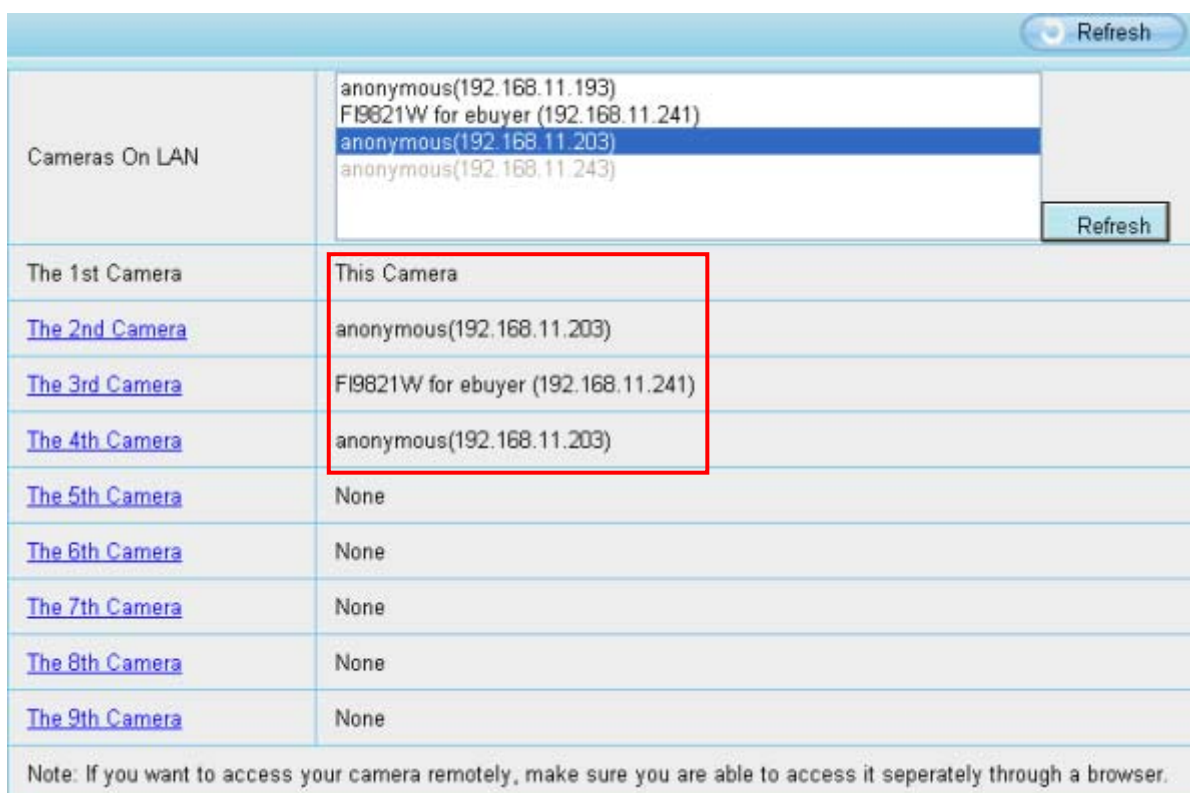 Refresh
Cameras On LAN
anonymous(192.168.11.193)
FI9821W for ebuyer (192.168.11.241)
anonymous(192.168.11.203)
anonymous(192.168.11.243)
Refresh
The 1st Camera This Camera
The 2nd Camera anonymous(192.168.11.203)
The 3rd Camera FI9821W for ebuyer (192.168.11.241)
The 4th Camera anonymous(192.168.11.203)
The 5th Camera None
The 6th Camera None
The 7th Camera None
The 8th Camera None
The 9th Camera None
Note: If you want to access your camera remotely, make sure you are able to access it seperately through a browser.